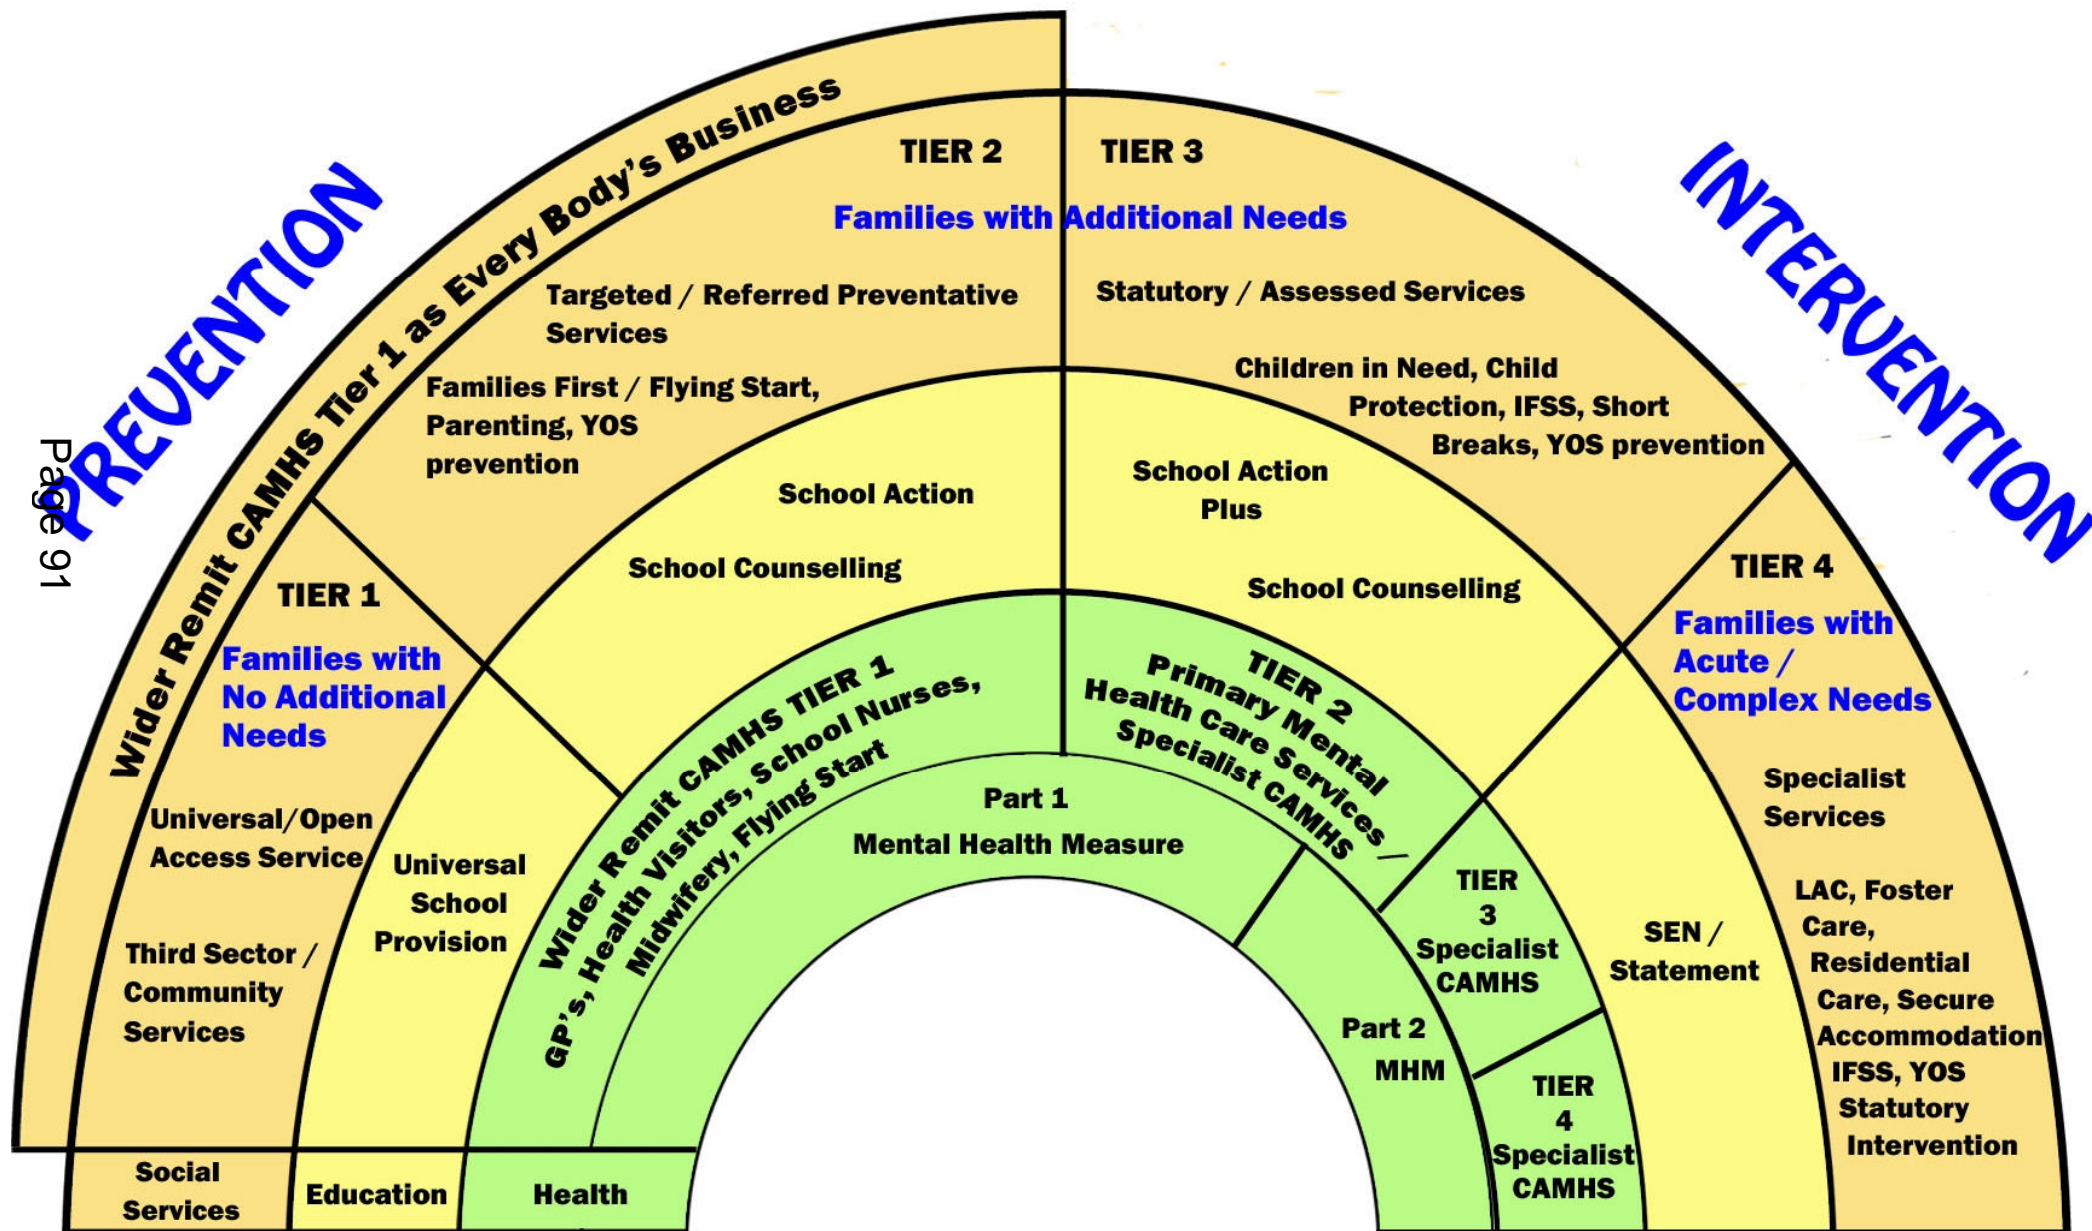 PREVENTION
INTERVENTION
Page 91
Wider Remit CAMHS Tier 1 as Every Body's Business
TIER 2
TIER 3
Families with Additional Needs
Targeted / Referred Preventative
Services
Families First / Flying Start,
Parenting, YOS
prevention
Statutory / Assessed Services
Children in Need, Child
Protection, IFSS, Short
Breaks, YOS prevention
School Action
School Counselling
School Action
Plus
School Counselling
TIER 1
Families with
No Additional
Needs
Universal/Open
Access Service
Third Sector /
Community
Services
Universal
School
Provision
Wider Remit CAMHS TIER 1
GP's, Health Visitors, School Nurses,
Midwifery, Flying Start
TIER 2
Primary Mental
Health Care Services /
Specialist CAMHS
Part 1
Mental Health Measure
Part 2
MHM
TIER
3
Specialist
CAMHS
TIER
4
Specialist
CAMHS
SEN /
Statement
TIER 4
Families with
Acute /
Complex Needs
Specialist
Services
LAC, Foster
Care,
Residential
Care, Secure
Accommodation
IFSS, YOS
Statutory
Intervention
Social
Services
Education
Health